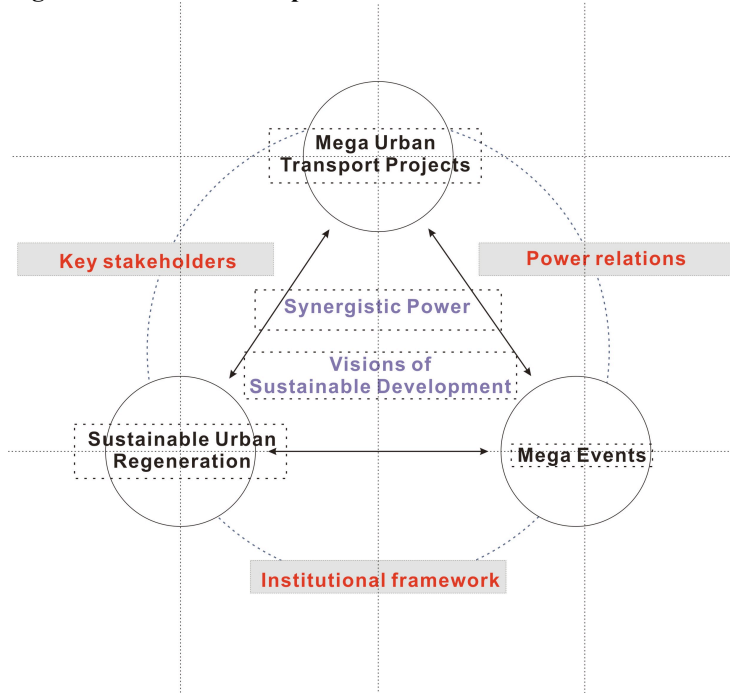 Mega Urban
Transport Projects
Key stakeholders
Power relations
Synergistic Power
Visions of
Sustainable Development
Sustainable Urban
Regeneration
Mega Events
Institutional framework